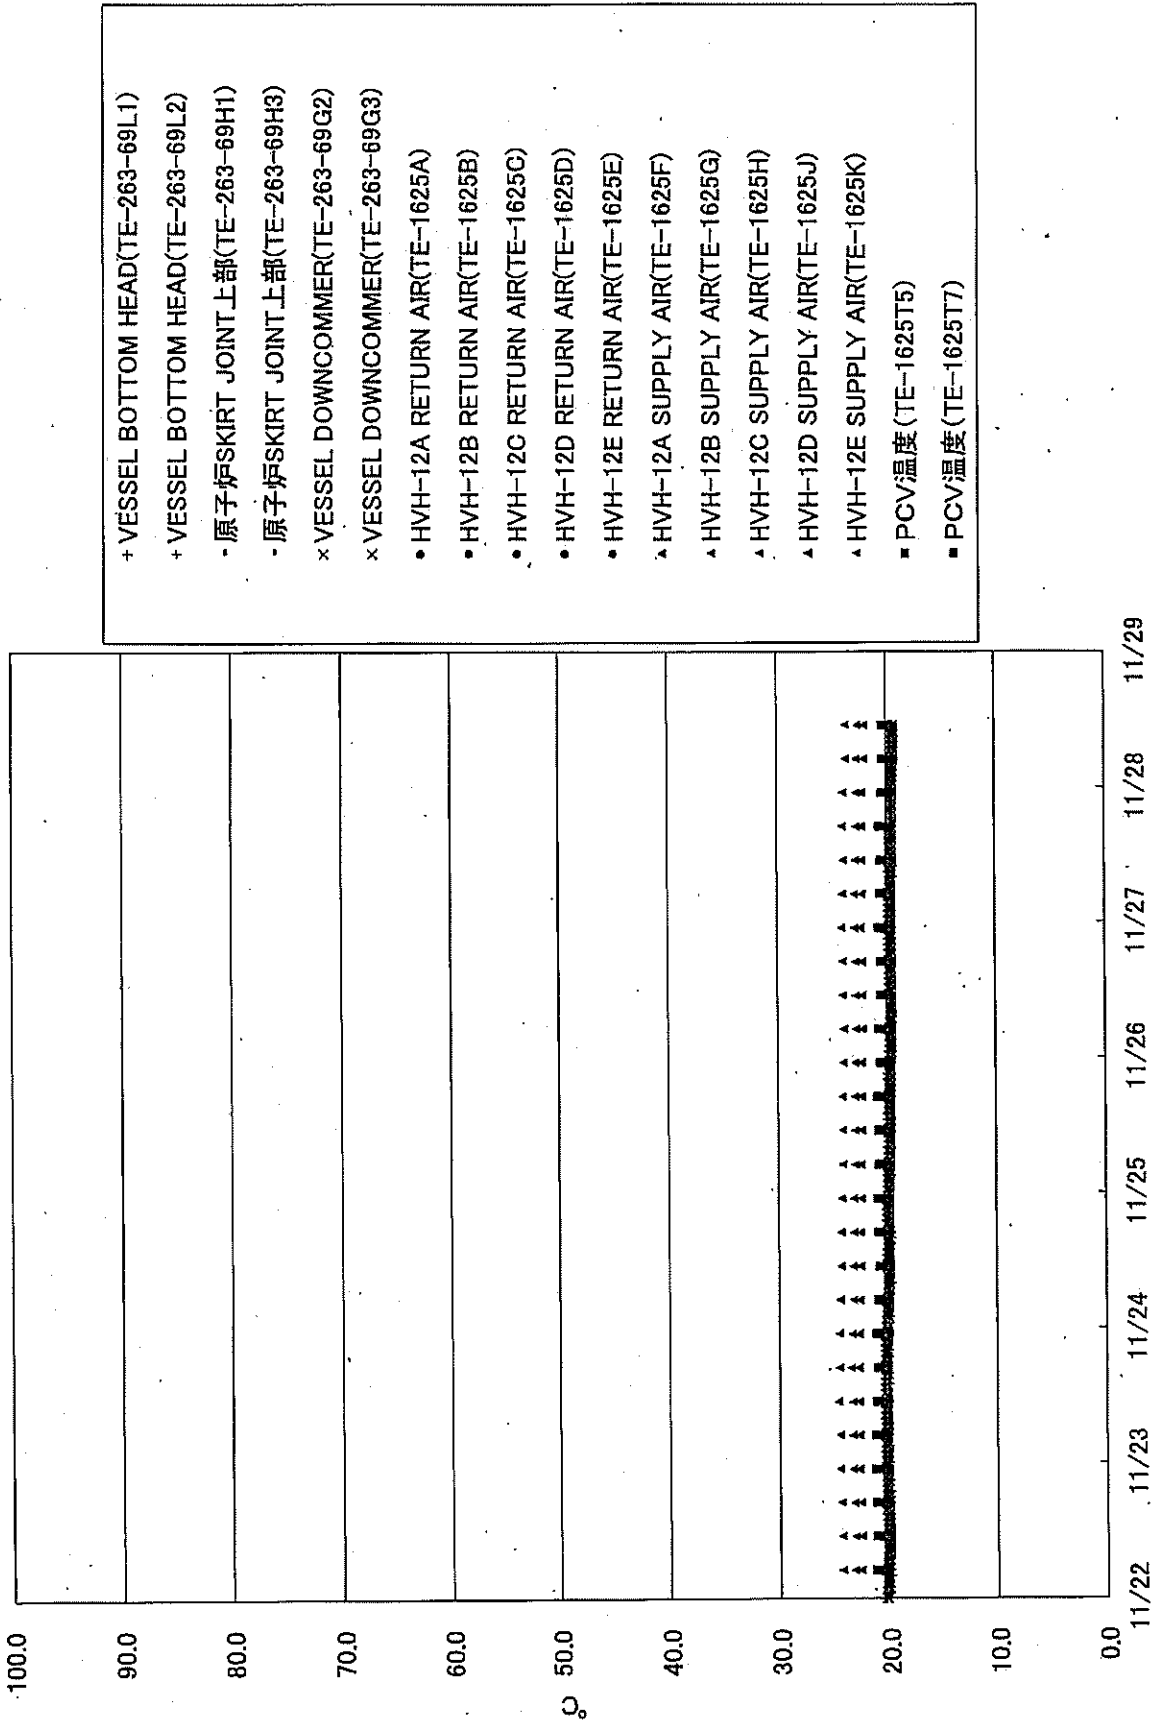 100.0
90.0
80.0
70.0
60.0
50.0
40.0
30.0
20.0
10.0
0.0
℃
11/22
11/23
11/24
11/25
11/26
11/27
11/28
11/29
+ VESSEL BOTTOM HEAD(TE-263-69L1)
+ VESSEL BOTTOM HEAD(TE-263-69L2)
- 原子炉SKIRT JOINT上部(TE-263-69H1)
- 原子炉SKIRT JOINT上部(TE-263-69H3)
× VESSEL DOWNCOMMER(TE-263-69G2)
× VESSEL DOWNCOMMER(TE-263-69G3)
● HVH-12A RETURN AIR(TE-1625A)
● HVH-12B RETURN AIR(TE-1625B)
● HVH-12C RETURN AIR(TE-1625C)
● HVH-12D RETURN AIR(TE-1625D)
● HVH-12E RETURN AIR(TE-1625E)
▲ HVH-12A SUPPLY AIR(TE-1625F)
▲ HVH-12B SUPPLY AIR(TE-1625G)
▲ HVH-12C SUPPLY AIR(TE-1625H)
▲ HVH-12D SUPPLY AIR(TE-1625J)
▲ HVH-12E SUPPLY AIR(TE-1625K)
■ PCV温度(TE-1625T5)
■ PCV温度(TE-1625T7)